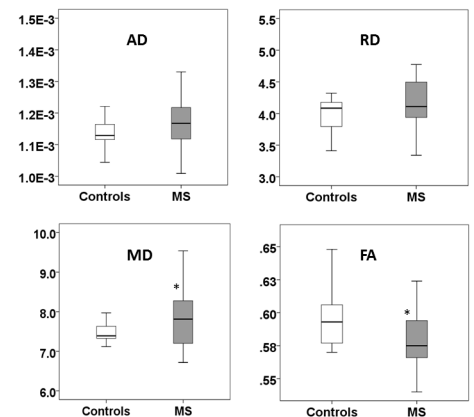 AD
1.5E-3
1.4E-3
1.3E-3
1.2E-3
1.1E-3
1.0E-3
Controls MS
RD
5.5
5.0
4.5
4.0
3.5
3.0
Controls MS
MD
10.0
9.0
8.0
7.0
6.0
*
Controls MS
FA
.65
.63
.60
.58
.55
*
Controls MS